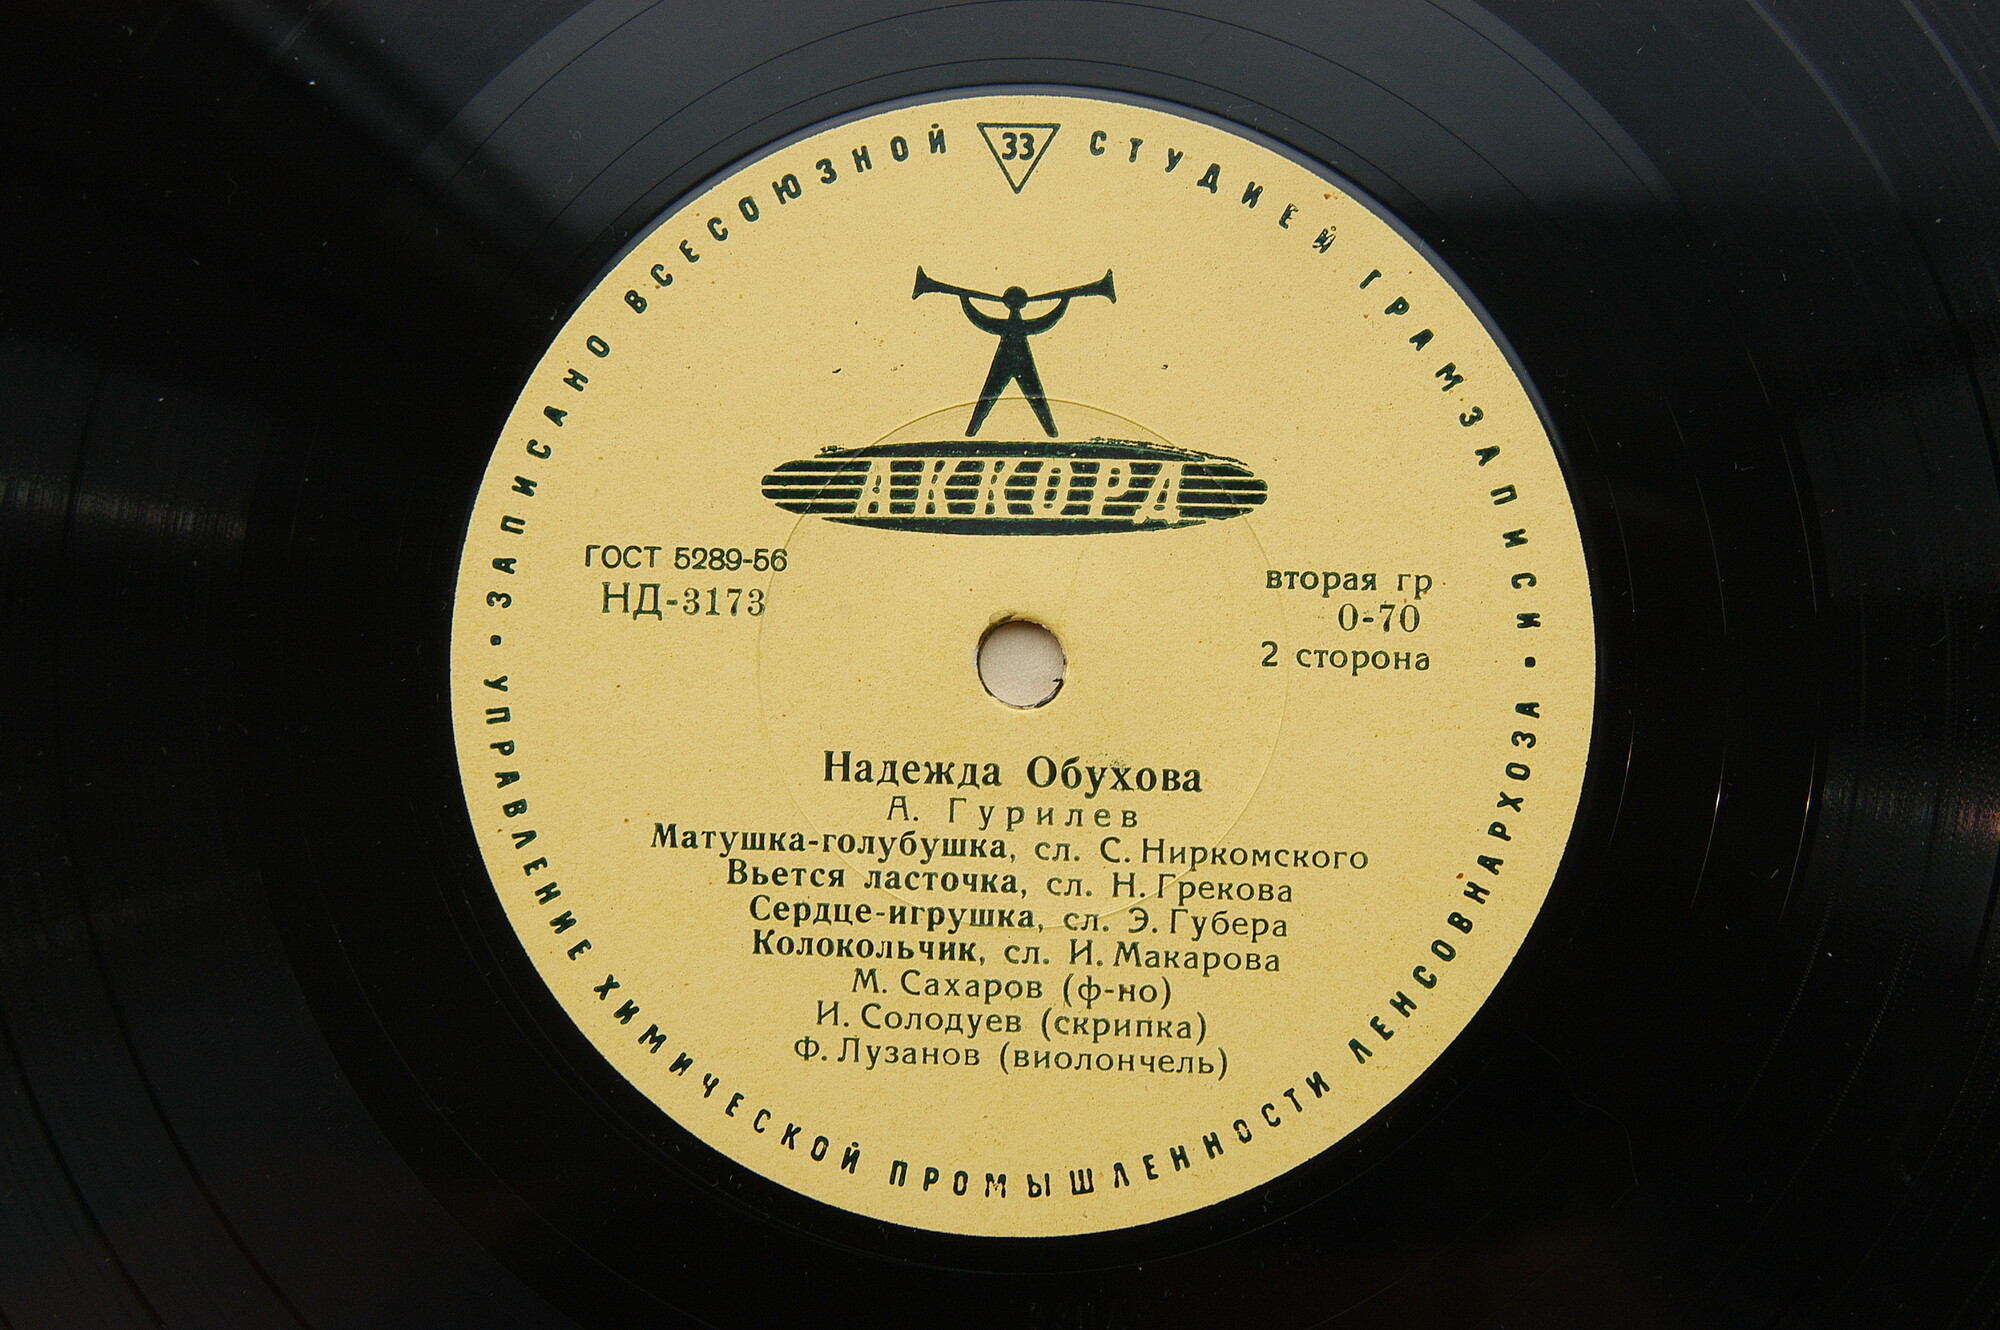 ЗАПИСАНО ВСЕСОЮЗНОЙ 33 СТУДИЕЙ ГРАМЗАПИСИ •
АККОРД
ГОСТ 5289-56
НД-3173
вторая гр
0-70
2 сторона
Надежда Обухова
А. Гурилев
Матушка-голубушка, сл. С. Ниркомского
Вьется ласточка, сл. Н. Грекова
Сердце-игрушка, сл. Э. Губера
Колокольчик, сл. И. Макарова
М. Сахаров (ф-но)
И. Солодуев (скрипка)
Ф. Лузанов (виолончель)
УПРАВЛЕНИЕ ХИМИЧЕСКОЙ ПРОМЫШЛЕННОСТИ ЛЕНСОВНАРХОЗА •